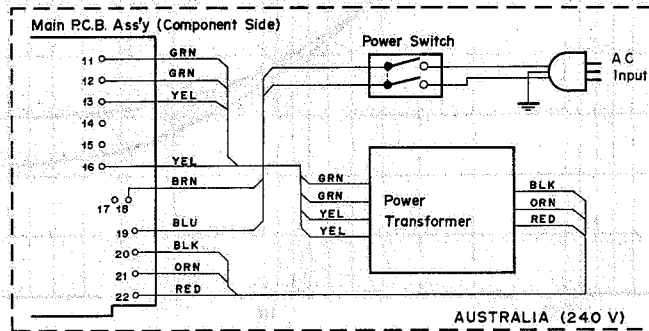 Main P.C.B. Ass'y (Component Side)
Power Switch
AC
Input
11 GRN
12 GRN
13 YEL
14
15
16 YEL
17 18 BRN
19 BLU
20 BLK
21 ORN
22 RED
GRN
GRN
YEL
YEL
Power
Transformer
BLK
ORN
RED
AUSTRALIA (240 V)